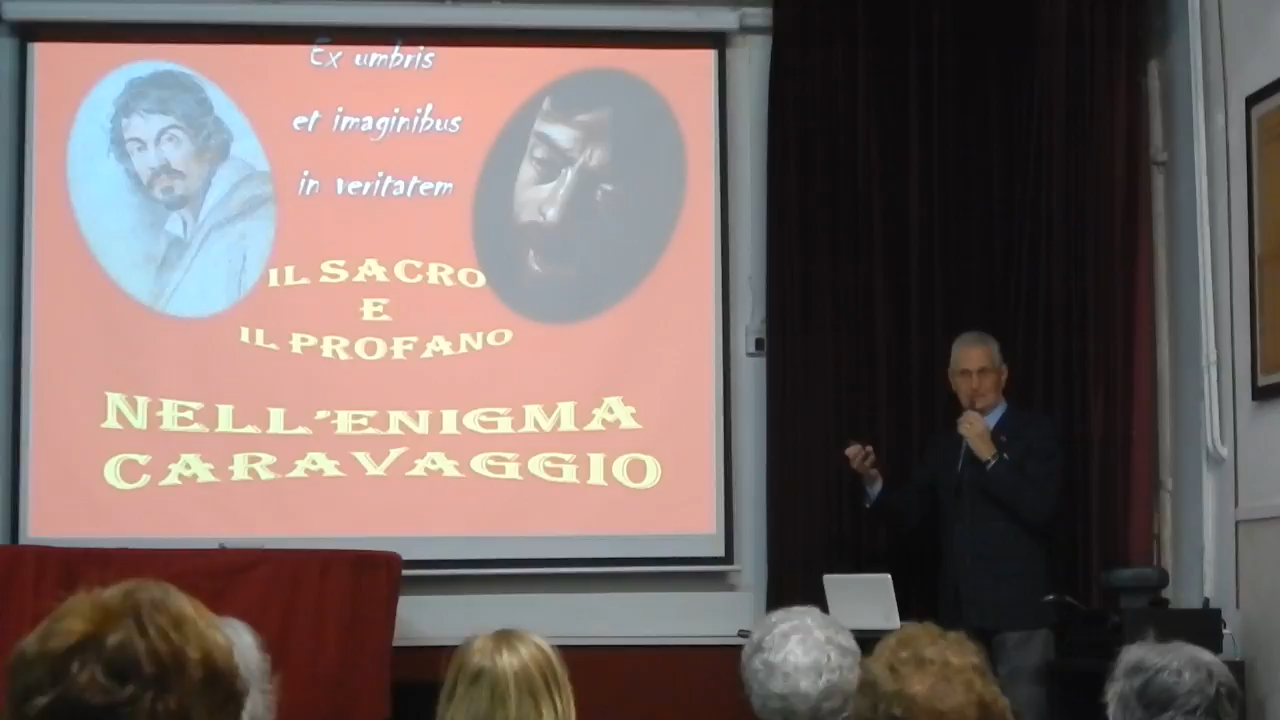 Ex umbris
et imaginibus
in veritatem
IL SACRO
E
IL PROFANO
NELL'ENIGMA
CARAVAGGIO